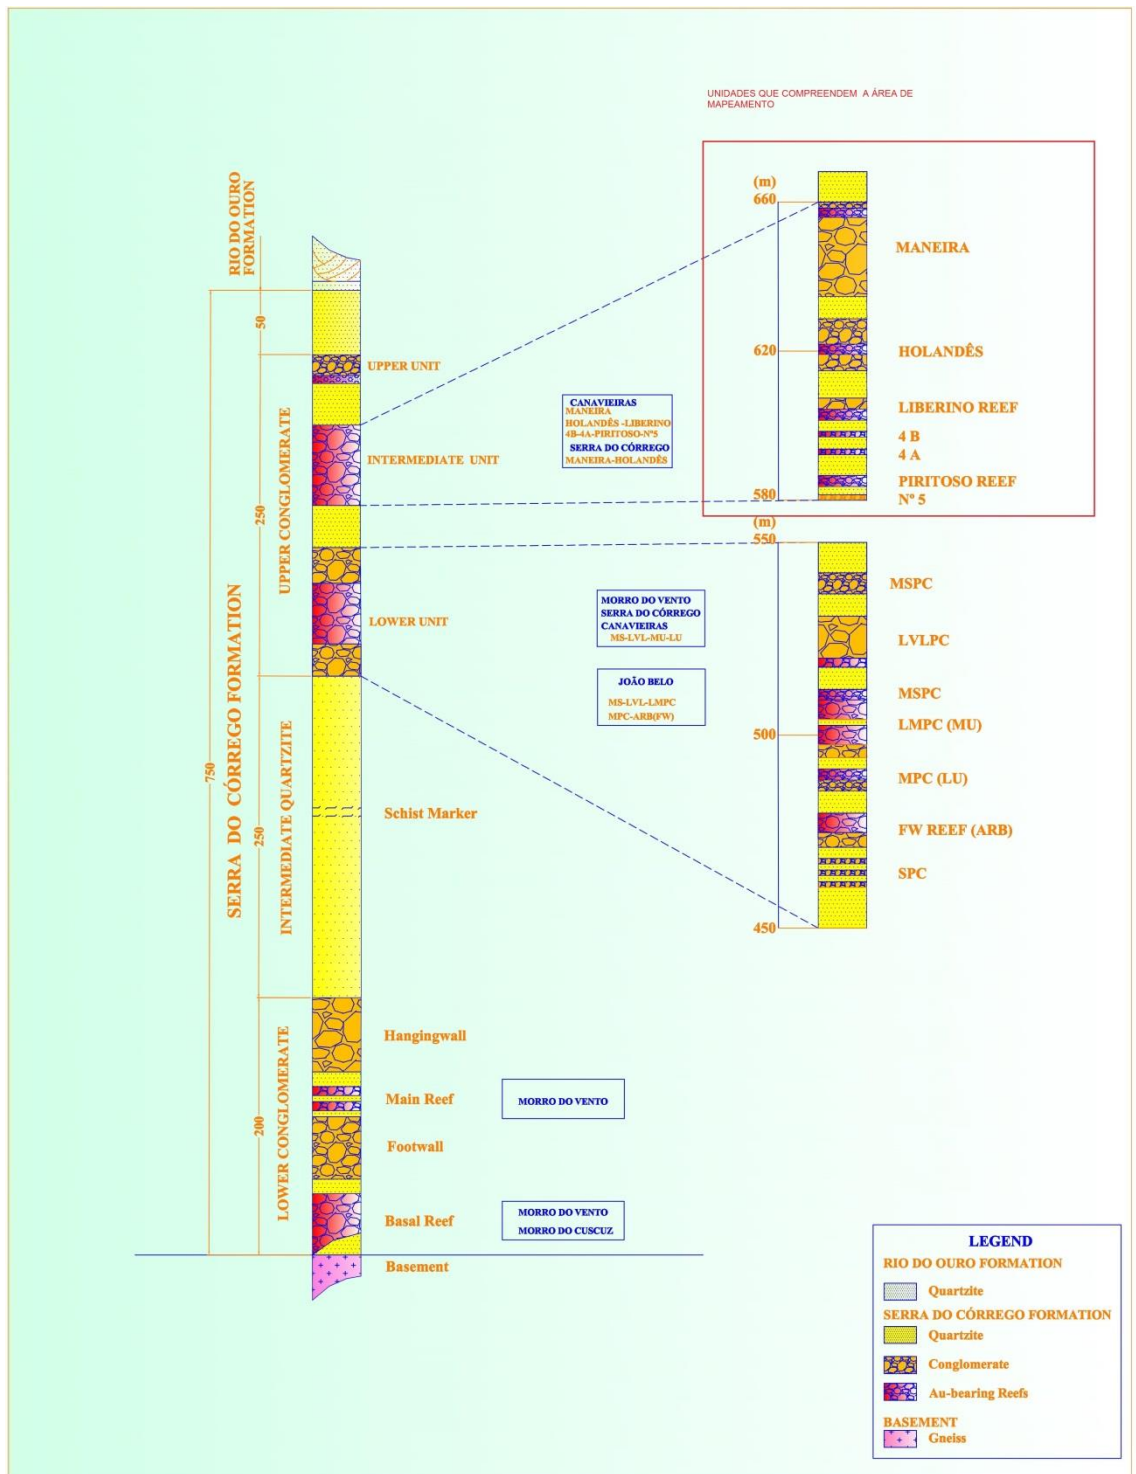 UNIDADES QUE COMPREENDEM A ÁREA DE
MAPEAMENTO
RIO DO OURO
FORMATION
50
UPPER UNIT
UPPER CONGLOMERATE
250
INTERMEDIATE UNIT
LOWER UNIT
SERRA DO CÓRREGO FORMATION
750
INTERMEDIATE QUARTZITE
250
Schist Marker
LOWER CONGLOMERATE
200
Hangingwall
Main Reef
Footwall
Basal Reef
Basement
CANAVIEIRAS
MANEIRA
HOLANDÊS -LIBERINO
4B-4A-PIRITOSO-Nº5
SERRA DO CÓRREGO
MANEIRA-HOLANDÊS
MORRO DO VENTO
SERRA DO CÓRREGO
CANAVIEIRAS
MS-LVL-MU-LU
JOÃO BELO
MS-LVL-LMPC
MPC-ARB(FW)
MORRO DO VENTO
MORRO DO VENTO
MORRO DO CUSCUZ
(m)
660
MANEIRA
620
HOLANDÊS
LIBERINO REEF
4 B
4 A
PIRITOSO REEF
580
Nº 5
(m)
550
MSPC
LVLPC
MSPC
LMPC (MU)
500
MPC (LU)
FW REEF (ARB)
SPC
450
LEGEND
RIO DO OURO FORMATION
Quartzite
SERRA DO CÓRREGO FORMATION
Quartzite
Conglomerate
Au-bearing Reefs
BASEMENT
Gneiss